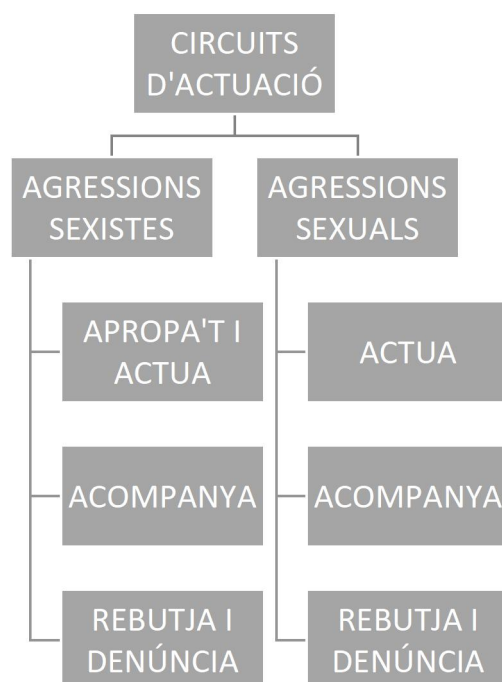 CIRCUITS
D'ACTUACIÓ
AGRESSIONS
SEXISTES
APROPA'T I
ACTUA
ACOMPANYA
REBUTJA I
DENÚNCIA
AGRESSIONS
SEXUALS
ACTUA
ACOMPANYA
REBUTJA I
DENÚNCIA